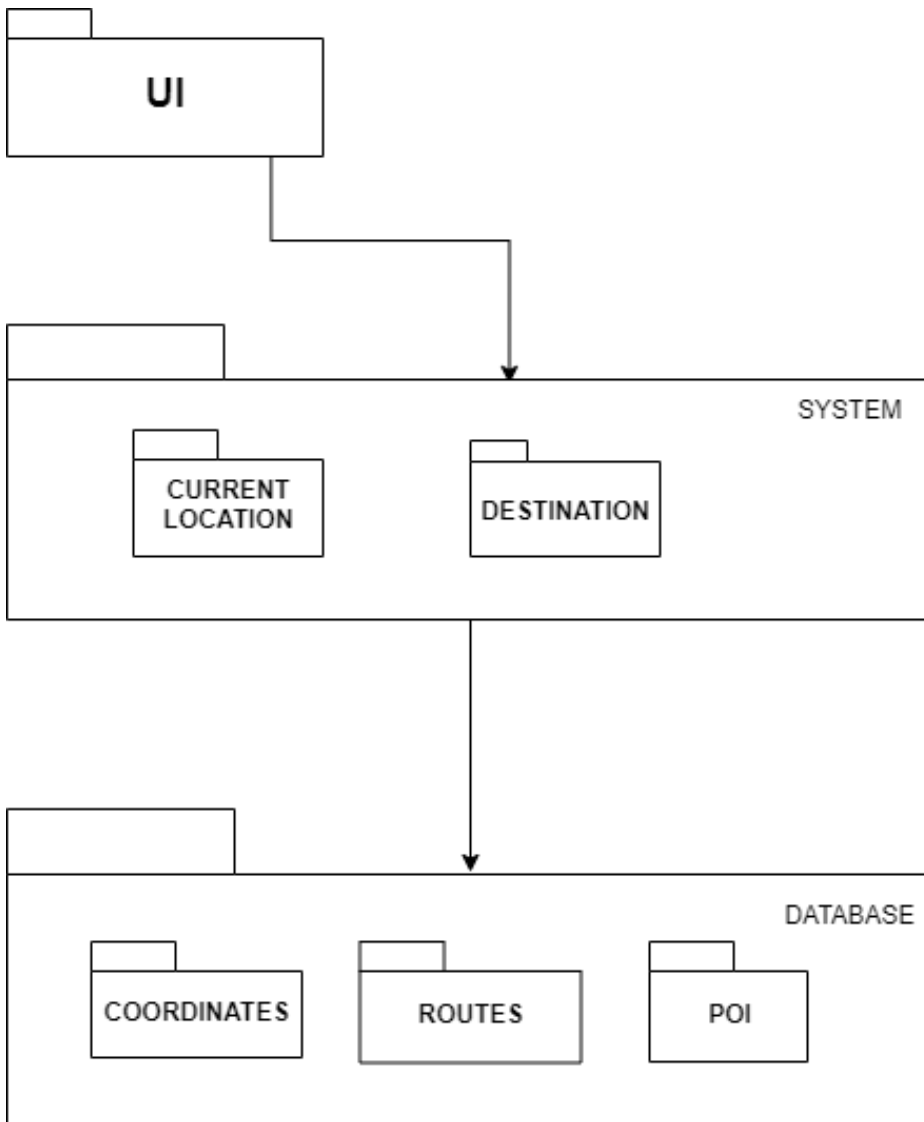 UI
SYSTEM
CURRENT
LOCATION
DESTINATION
DATABASE
COORDINATES
ROUTES
POI